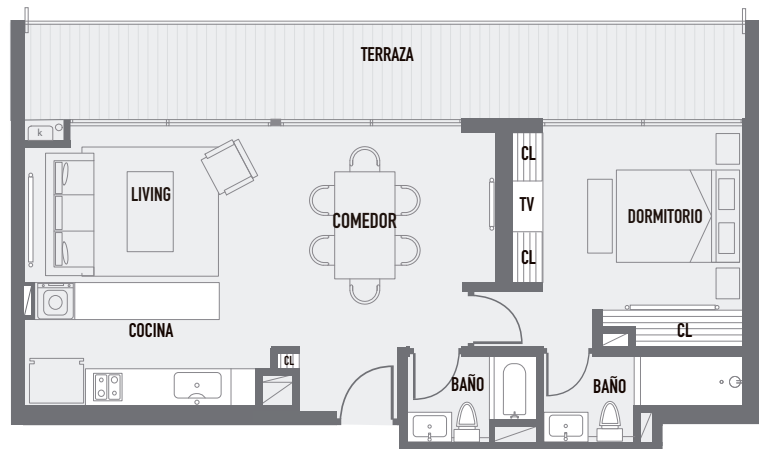 TERRAZA
k
CL
LIVING
TV
COMEDOR
DORMITORIO
CL
COCINA
CL
CL
BAÑO
BAÑO